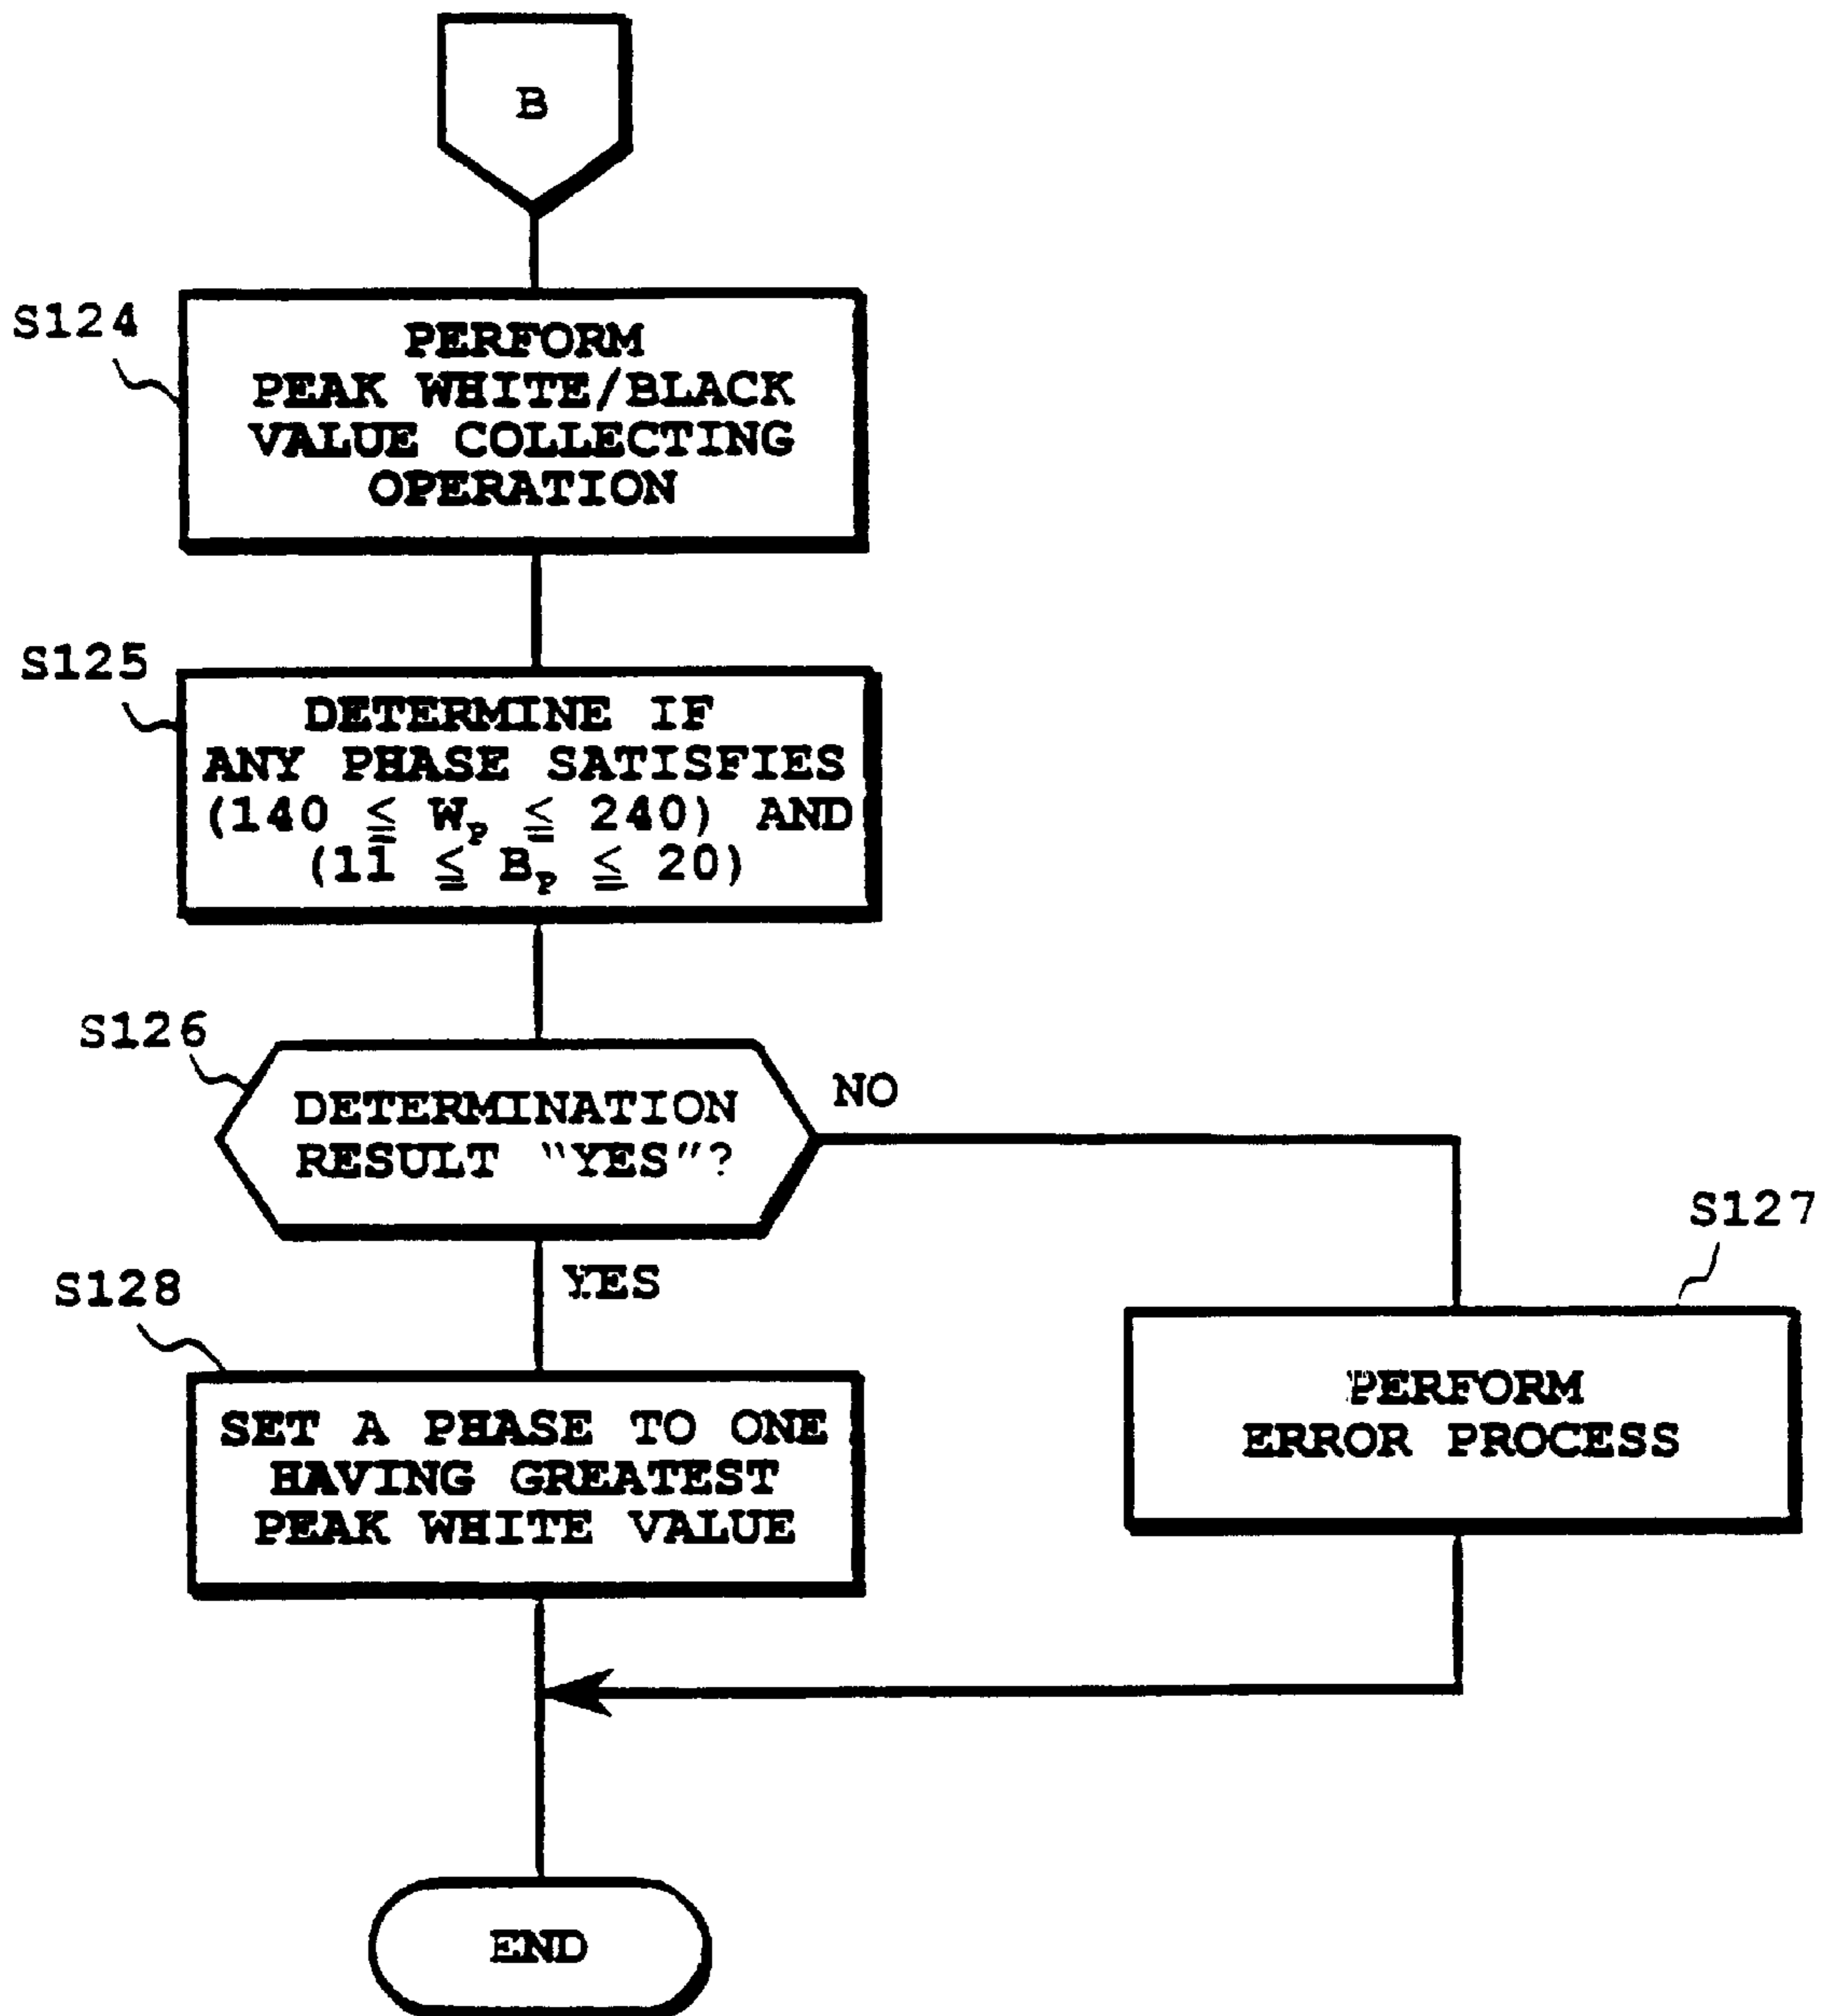 B
S124
PERFORM
PEAK WHITE/BLACK
VALUE COLLECTING
OPERATION
S125
DETERMINE IF
ANY PHASE SATISFIES
(140 ≦ Wp ≦ 240) AND
(11 ≦ Bp ≦ 20)
S126
DETERMINATION
RESULT "YES"?
NO
YES
S127
PERFORM
ERROR PROCESS
S128
SET A PHASE TO ONE
HAVING GREATEST
PEAK WHITE VALUE
END